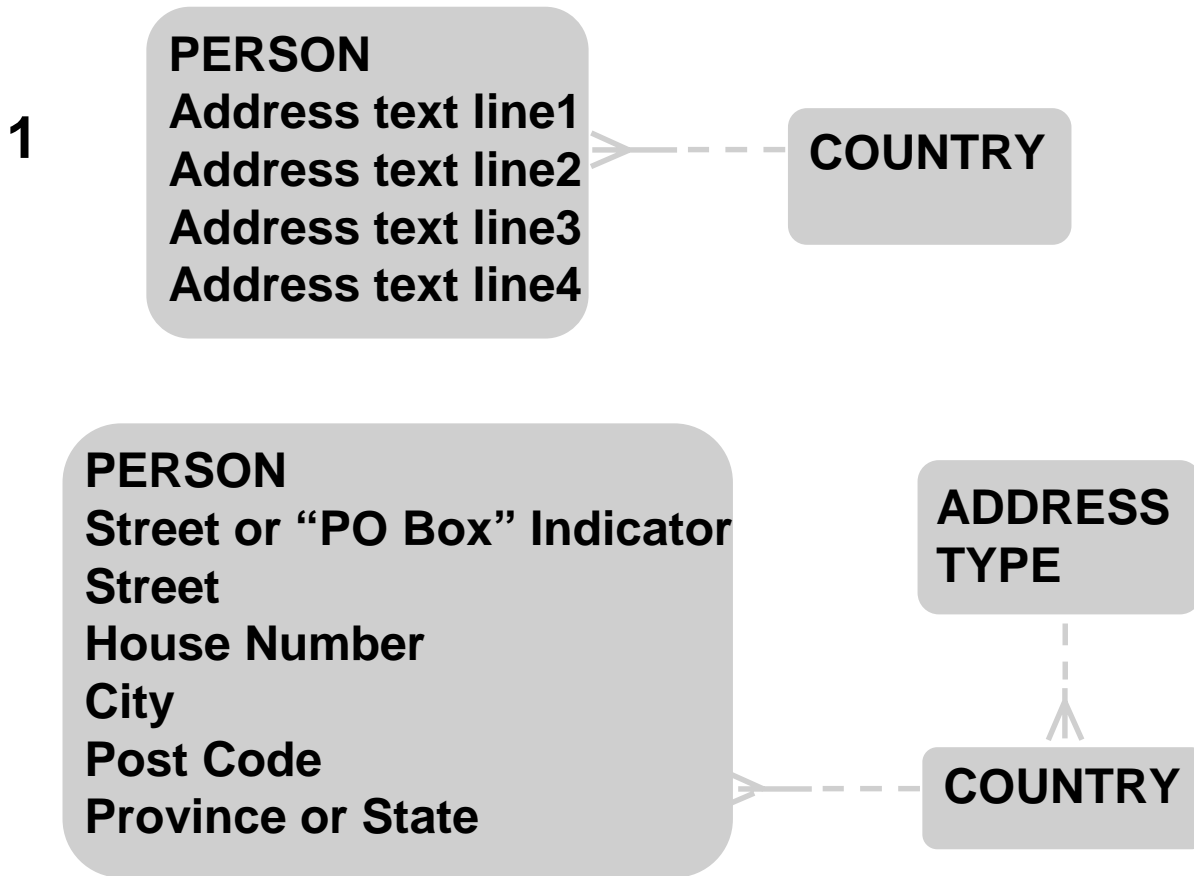 1
PERSON
Address text line1
Address text line2
Address text line3
Address text line4
COUNTRY
PERSON
Street or “PO Box” Indicator
Street
House Number
City
Post Code
Province or State
ADDRESS
TYPE
COUNTRY